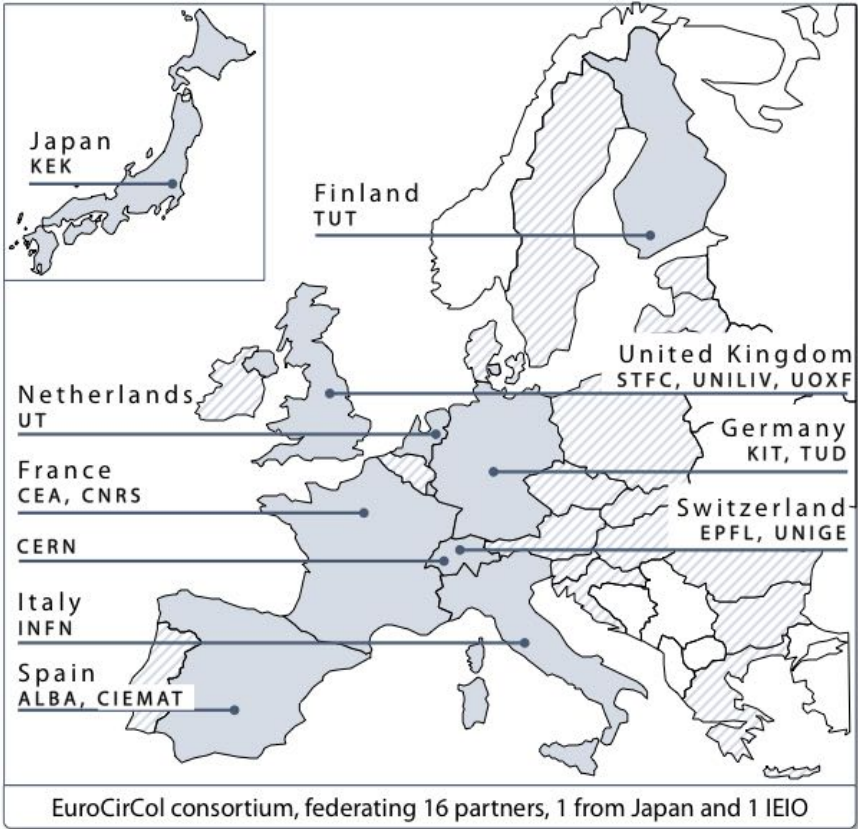 Japan
KEK
Finland
TUT
United Kingdom
STFC, UNILIV, UOXF
Netherlands
UT
Germany
KIT, TUD
France
CEA, CNRS
Switzerland
EPFL, UNIGE
CERN
Italy
INFN
Spain
ALBA, CIEMAT
EuroCirCol consortium, federating 16 partners, 1 from Japan and 1 IEIO